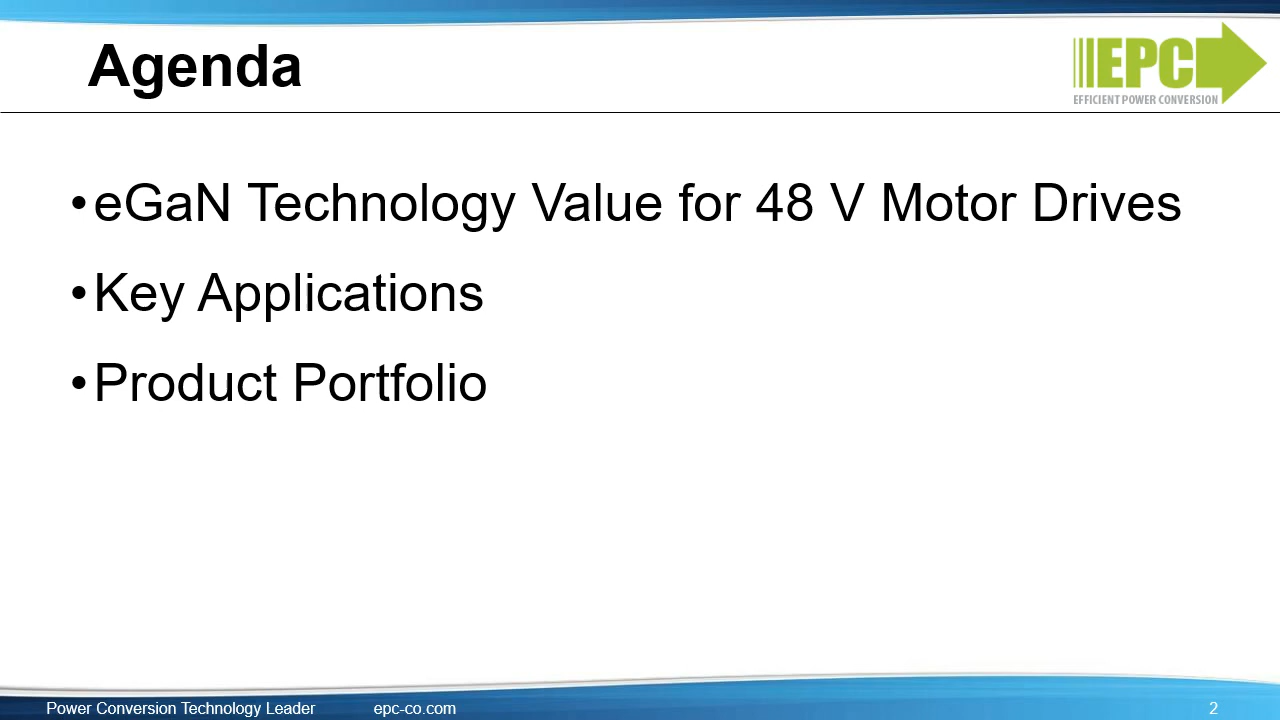 Agenda
EPC
EFFICIENT POWER CONVERSION
•eGaN Technology Value for 48 V Motor Drives
•Key Applications
•Product Portfolio
Power Conversion Technology Leader epc-co.com 2